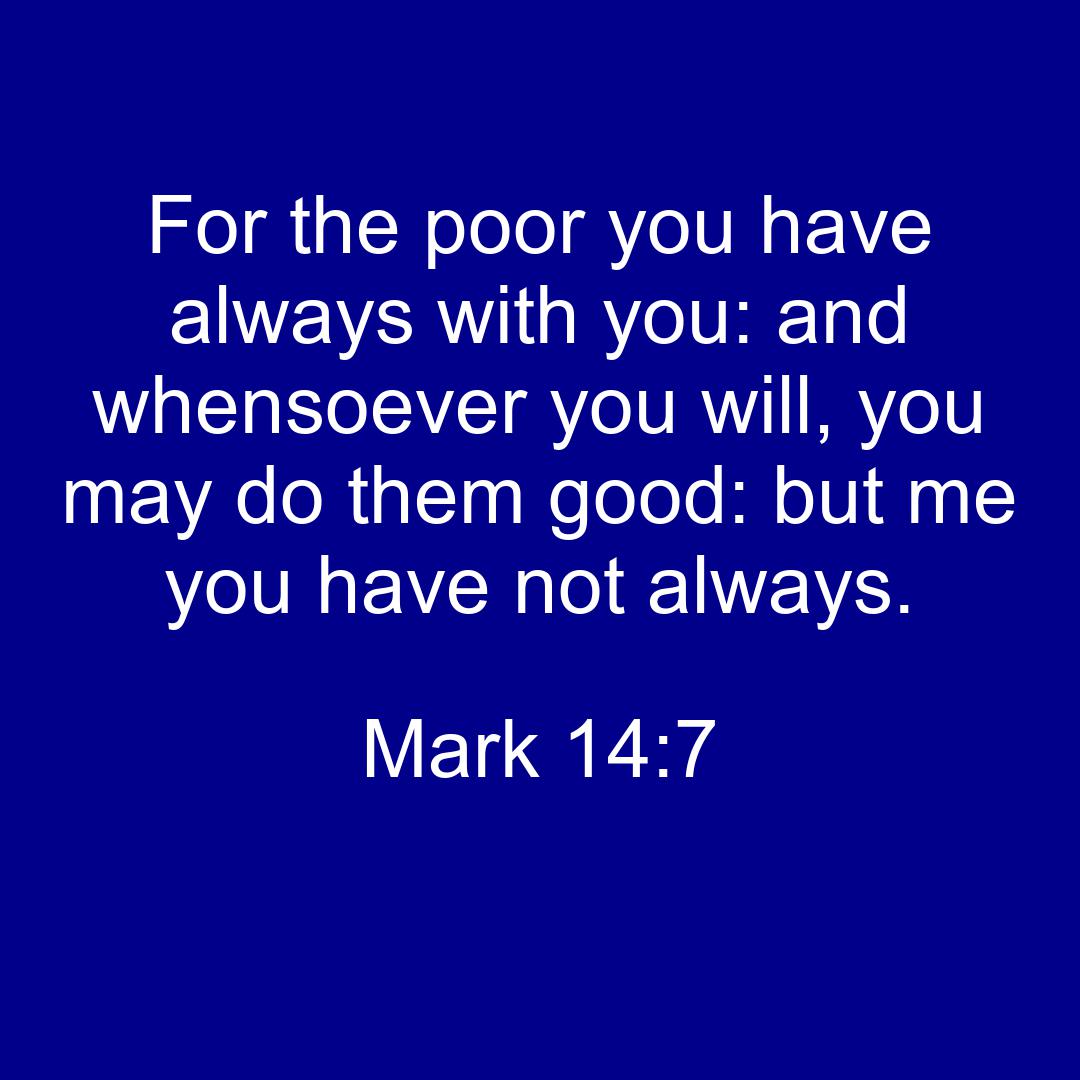 For the poor you have
always with you: and
whensoever you will, you
may do them good: but me
you have not always.
Mark 14:7